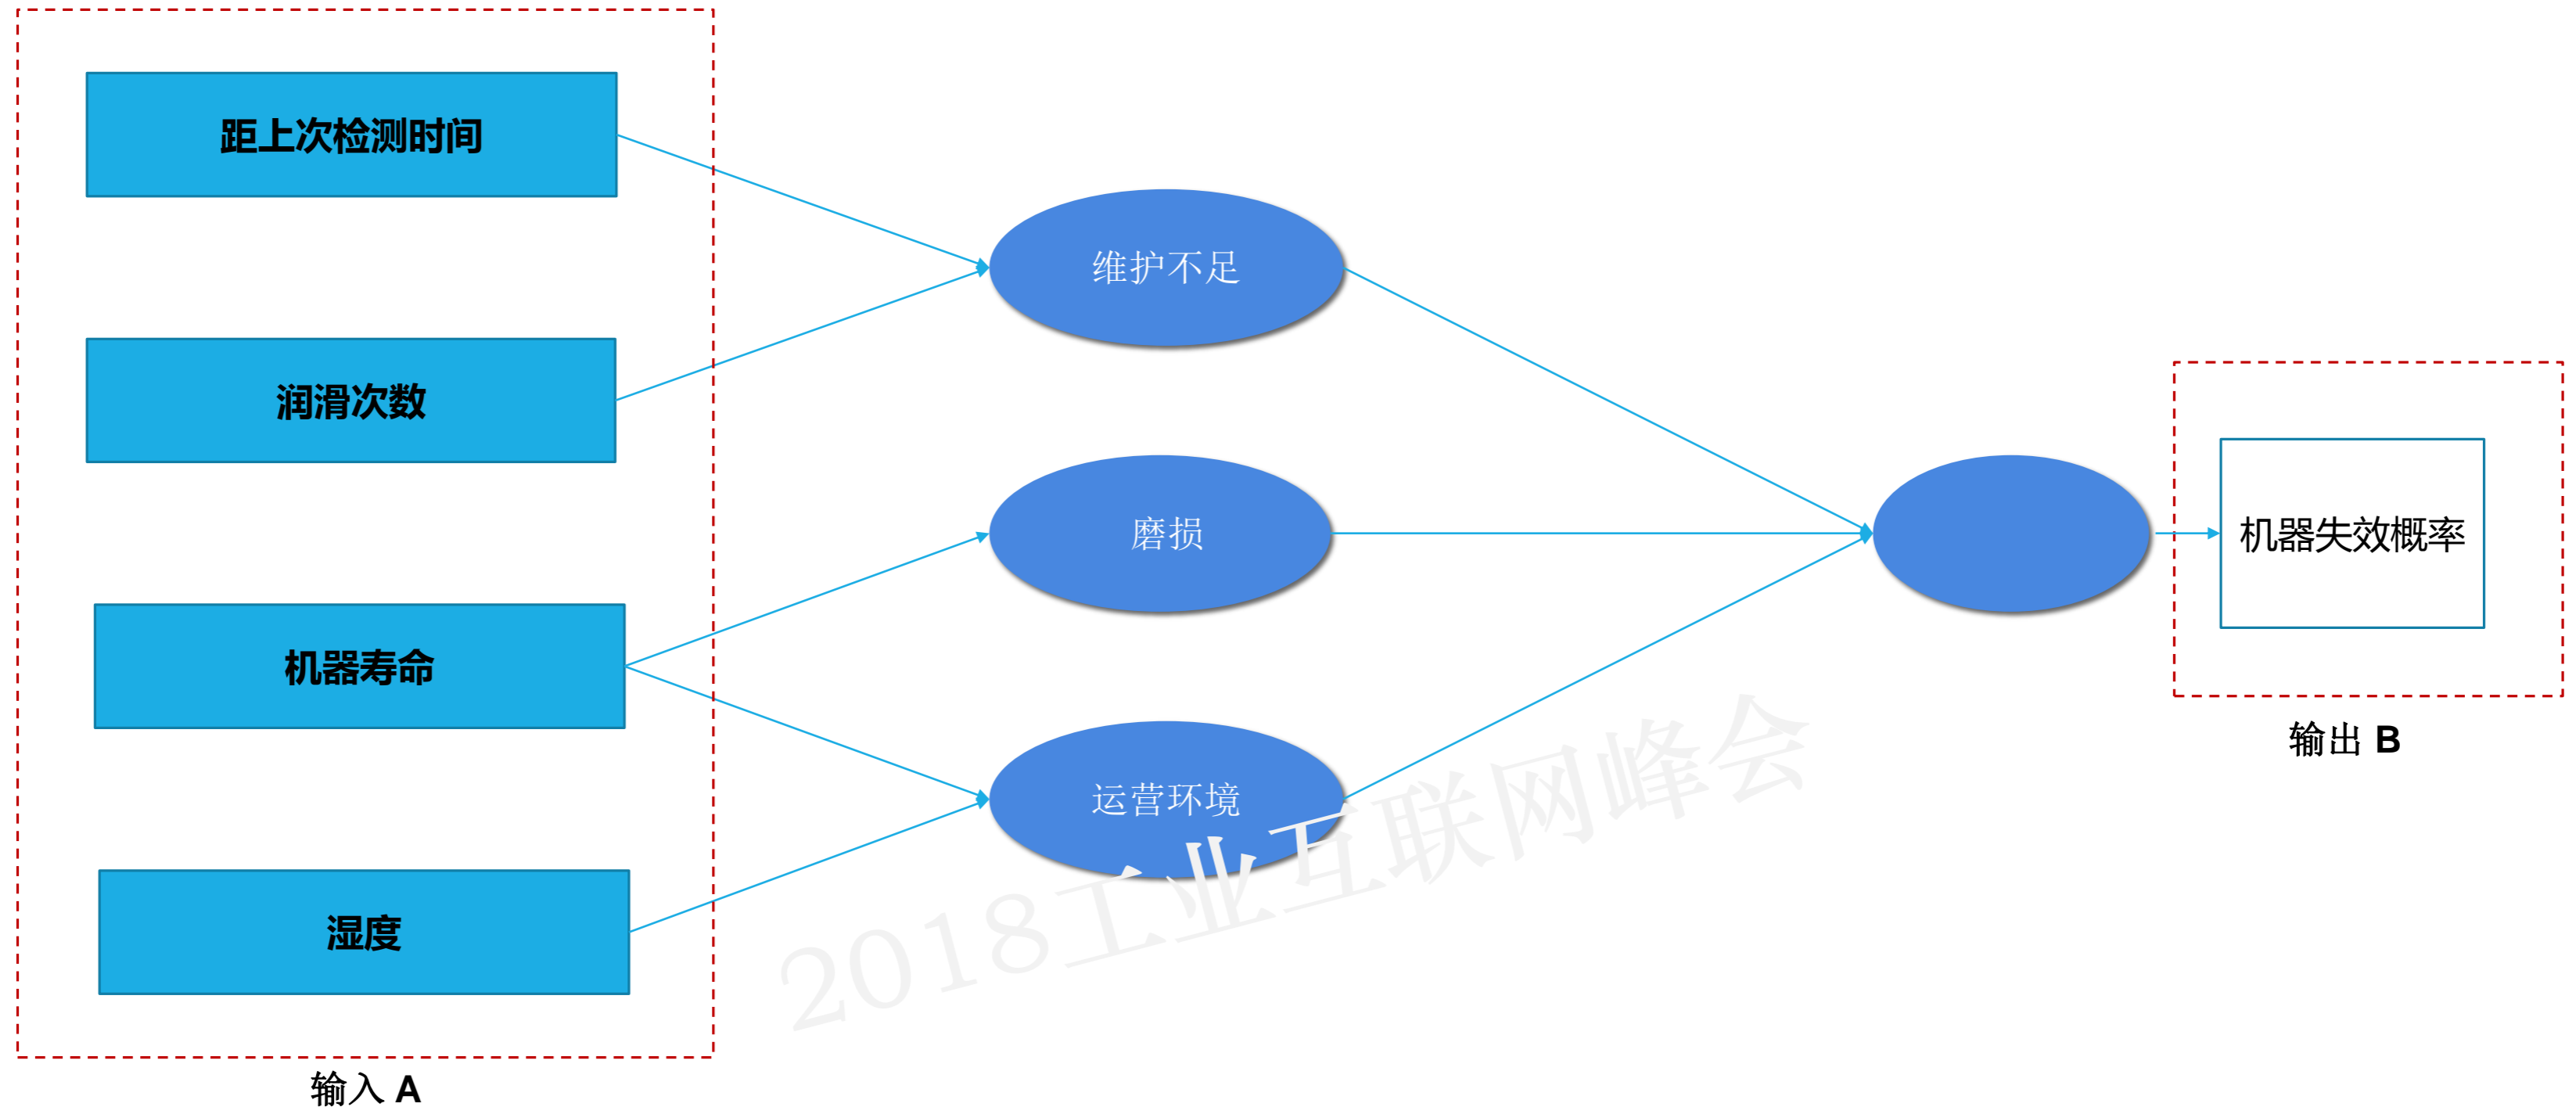 距上次检测时间
润滑次数
机器寿命
湿度
输入 A
维护不足
磨损
运营环境
机器失效概率
输出 B
2018工业互联网峰会